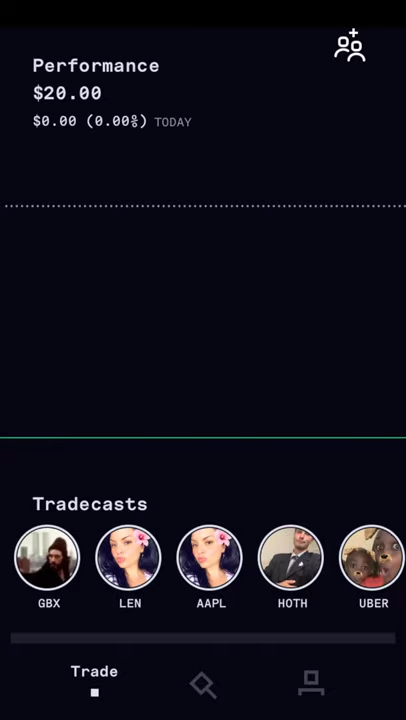 Performance
$20.00
$0.00 (0.00%) TODAY
Tradecasts
GBX LEN AAPL HOTH UBER
Trade